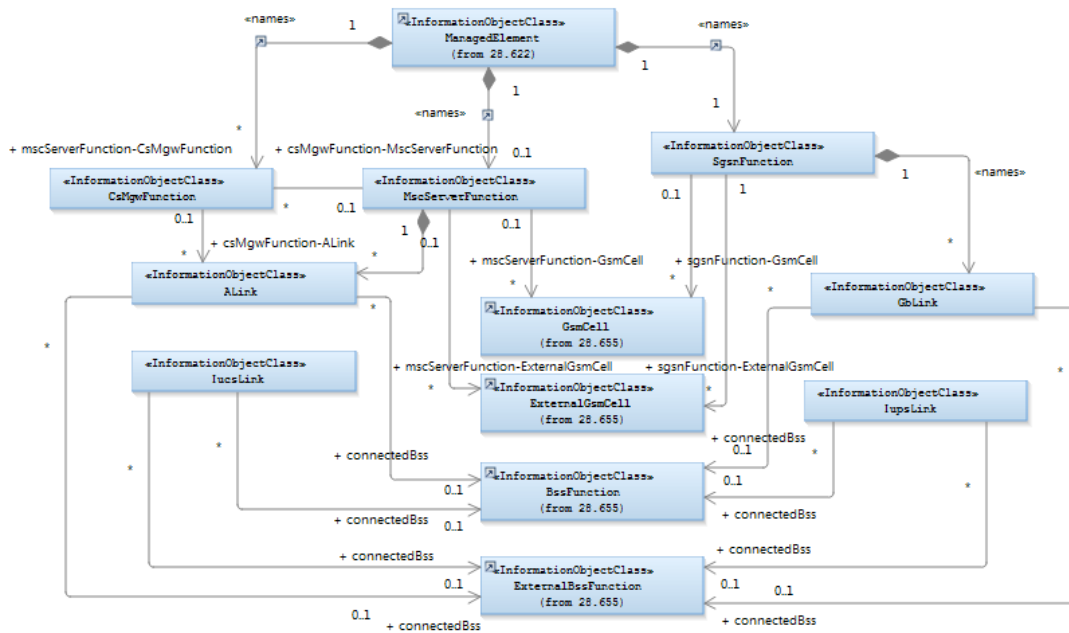 «names»
1
«InformationObjectClass»
ManagedElement
(from 28.622)
«names»
1
1
«names»
1
*
0..1
+ mscServerFunction-CsMgwFunction
+ csMgwFunction-MscServerFunction
«InformationObjectClass»
SgsnFunction
«InformationObjectClass»
CsMgwFunction
«InformationObjectClass»
MscServerFunction
0..1
1
1
«names»
0..1
*
0..1
1
0..1
0..1
*
+ csMgwFunction-ALink
*
*
+ mscServerFunction-GsmCell
+ sgsnFunction-GsmCell
«InformationObjectClass»
ALink
*
*
*
«InformationObjectClass»
GbLink
*
«InformationObjectClass»
GsmCell
(from 28.655)
*
*
«InformationObjectClass»
IucsLink
+ mscServerFunction-ExternalGsmCell
+ sgsnFunction-ExternalGsmCell
*
*
*
«InformationObjectClass»
ExternalGsmCell
(from 28.655)
«InformationObjectClass»
IupsLink
*
*
+ connectedBss
+ connectedBss
0..1
*
«InformationObjectClass»
BssFunction
(from 28.655)
0..1
0..1
*
+ connectedBss
0..1
+ connectedBss
+ connectedBss
+ connectedBss
«InformationObjectClass»
ExternalBssFunction
(from 28.655)
0..1
0..1
0..1
0..1
+ connectedBss
+ connectedBss